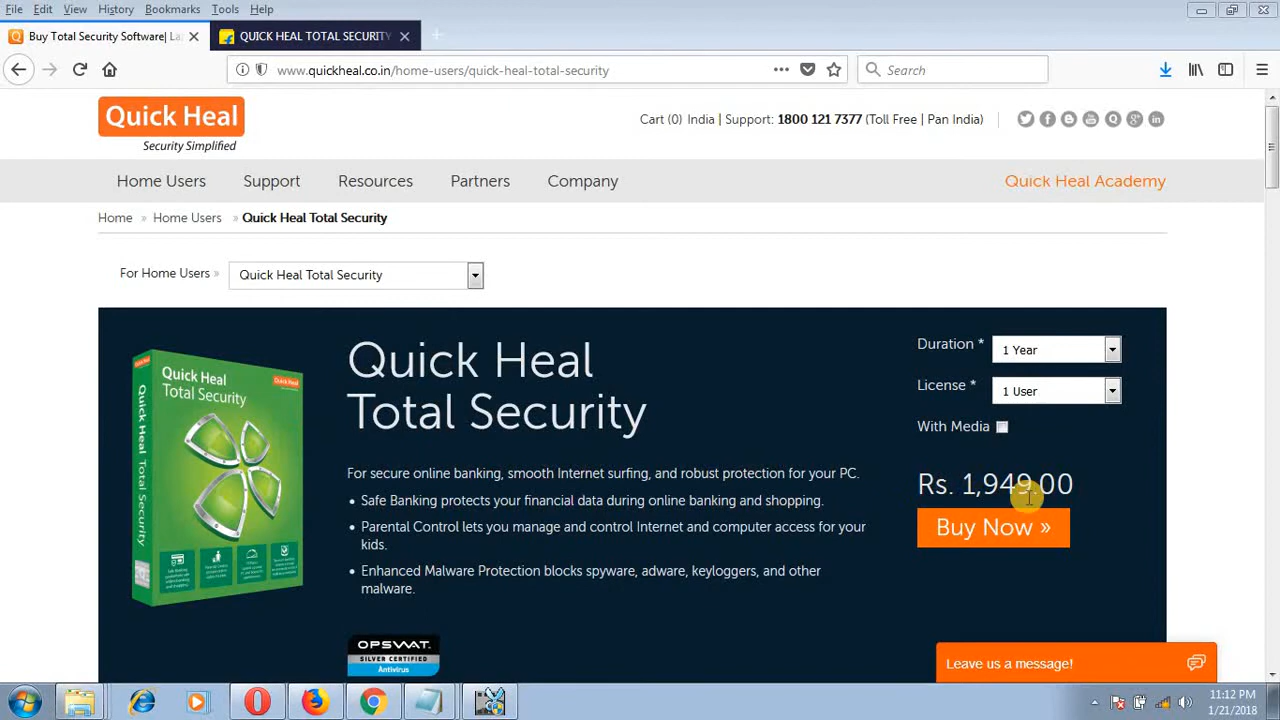 File Edit View History Bookmarks Tools Help
Buy Total Security Software| La
QUICK HEAL TOTAL SECURITY
www.quickheal.co.in/home-users/quick-heal-total-security
Search
Quick Heal
Security Simplified
Cart (0) India | Support: 1800 121 7377 (Toll Free | Pan India)
Home Users Support Resources Partners Company Quick Heal Academy
Home » Home Users » Quick Heal Total Security
For Home Users » Quick Heal Total Security
Quick Heal
Total Security
For secure online banking, smooth Internet surfing, and robust protection for your PC.
• Safe Banking protects your financial data during online banking and shopping.
• Parental Control lets you manage and control Internet and computer access for your
kids.
• Enhanced Malware Protection blocks spyware, adware, keyloggers, and other
malware.
OPSWAT.
SILVER CERTIFIED
Antivirus
Duration * 1 Year
License * 1 User
With Media
Rs. 1,949.00
Buy Now »
Quick Heal
Total Security
Quick Heal
Quick Heal Total Security
Leave us a message!
11:12 PM
1/21/2018